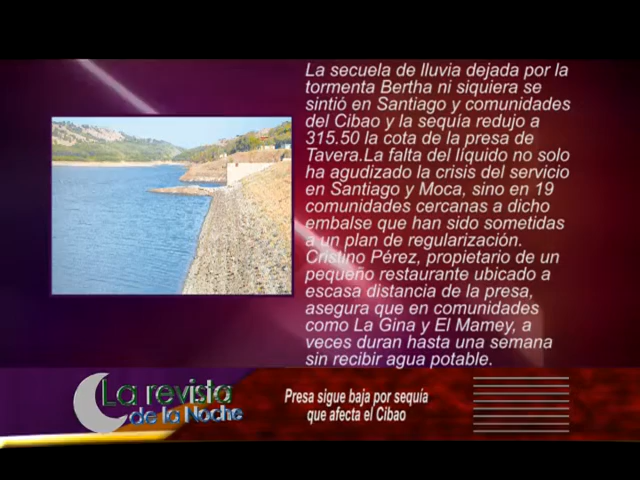 La secuela de lluvia dejada por la
tormenta Bertha ni siquiera se
sintió en Santiago y comunidades
del Cibao y la sequía redujo a
315.50 la cota de la presa de
Tavera.La falta del líquido no solo
ha agudizado la crisis del servicio
en Santiago y Moca, sino en 19
comunidades cercanas a dicho
embalse que han sido sometidas
a un plan de regularización.
Cristino Pérez, propietario de un
pequeño restaurante ubicado a
escasa distancia de la presa,
asegura que en comunidades
como La Gina y El Mamey, a
veces duran hasta una semana
sin recibir agua potable.
La revista
de la Noche
Presa sigue baja por sequía
que afecta el Cibao